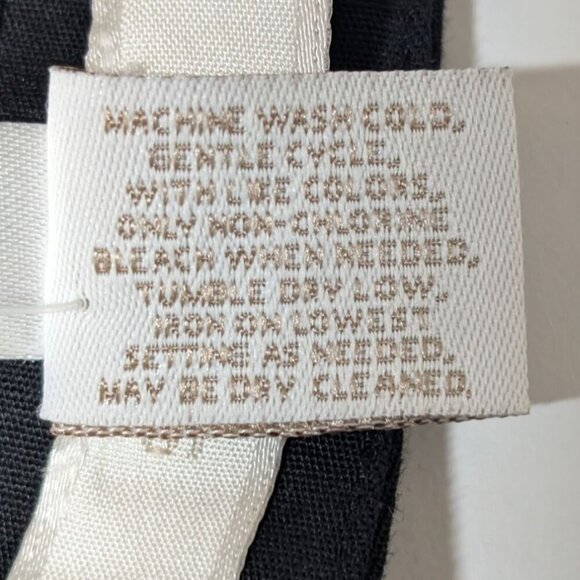 MACHINE WASH COLD,
GENTLE CYCLE,
WITH LIKE COLORS,
ONLY NON-CHLORINE
BLEACH WHEN NEEDED,
TUMBLE DRY LOW,
IRON ON LOWEST
SETTING AS NEEDED,
MAY BE DRY CLEANED.